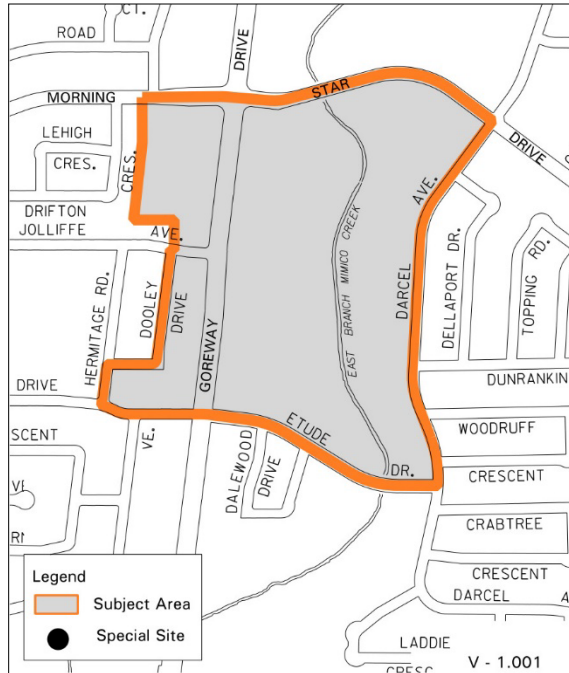 CT.
ROAD
DRIVE
MORNING
STAR
DRIVE
LEHIGH
CRES.
CRES.
DRIFTON
JOLLIFFE
AVE.
AVE.
EAST BRANCH MIMICO CREEK
DARCEL
DELLAPORT DR.
TOPPING RD.
HERMITAGE RD.
DOOLEY
DRIVE
GOREWAY
DRIVE
DUNRANKIN
ETUDE
DR.
WOODRUFF
SCENT
VE.
DALEWOOD
DRIVE
CRESCENT
CRABTREE
CRESCENT
DARCEL
LADDIE
Legend
Subject Area
Special Site
V - 1.001